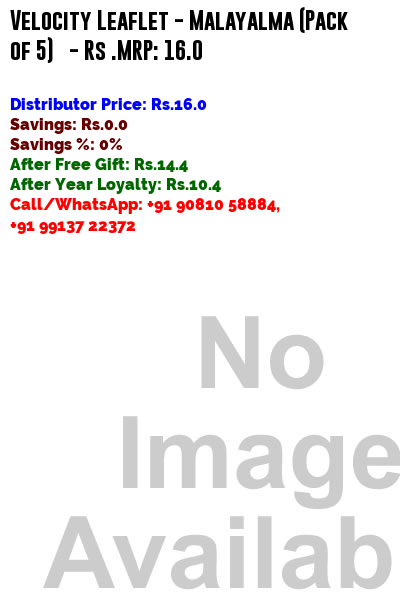 Velocity Leaflet - Malayalma (Pack
of 5)   - Rs .MRP: 16.0
Distributor Price: Rs.16.0
Savings: Rs.0.0
Savings %: 0%
After Free Gift: Rs.14.4
After Year Loyalty: Rs.10.4
Call/WhatsApp: +91 90810 58884,
+91 99137 22372
No
Image
Availab